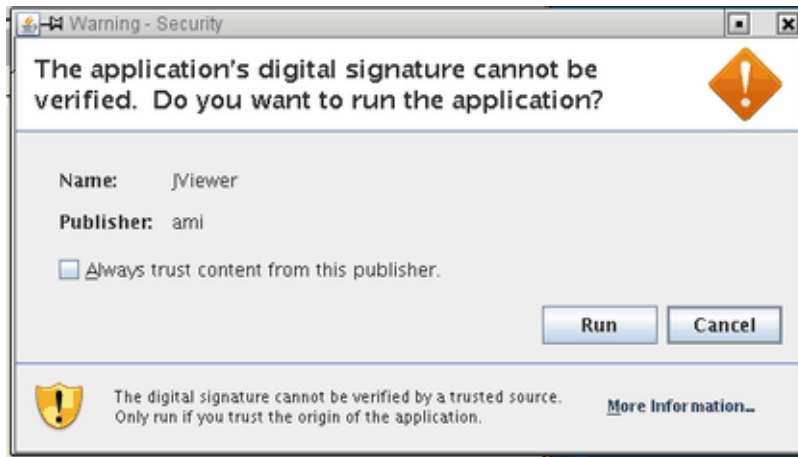 Warning - Security
The application's digital signature cannot be
verified. Do you want to run the application?
Name: JViewer
Publisher: ami
Always trust content from this publisher.
Run Cancel
The digital signature cannot be verified by a trusted source.
Only run if you trust the origin of the application.
More Information...